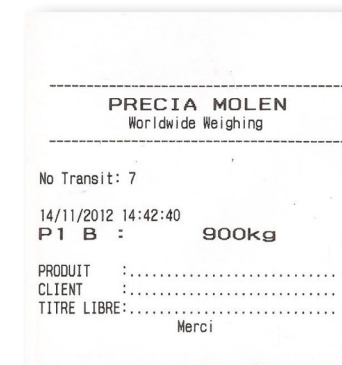 --------------------------------------------
PRECIA MOLEN
Worldwide Weighing
--------------------------------------------
No Transit: 7
14/11/2012 14:42:40
P1 B : 900kg
PRODUIT :..............................
CLIENT :..............................
TITRE LIBRE:..............................
Merci